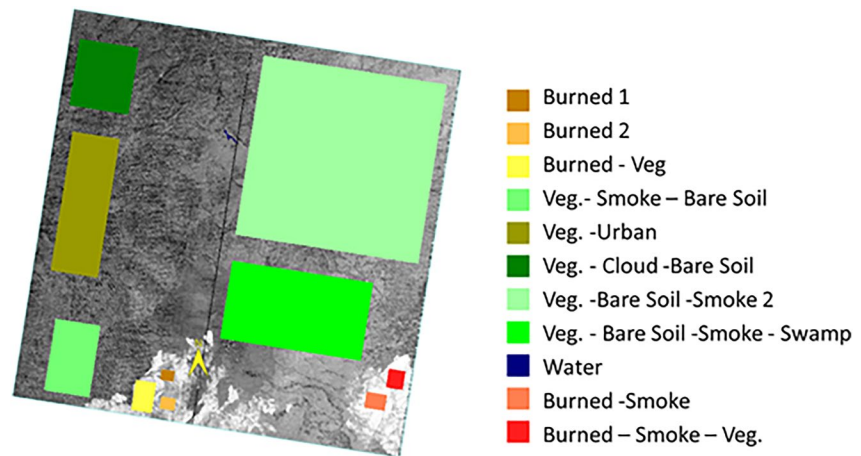 Burned 1
Burned 2
Burned - Veg
Veg.- Smoke – Bare Soil
Veg. -Urban
Veg. - Cloud -Bare Soil
Veg. -Bare Soil -Smoke 2
Veg. - Bare Soil -Smoke - Swamp
Water
Burned -Smoke
Burned – Smoke – Veg.